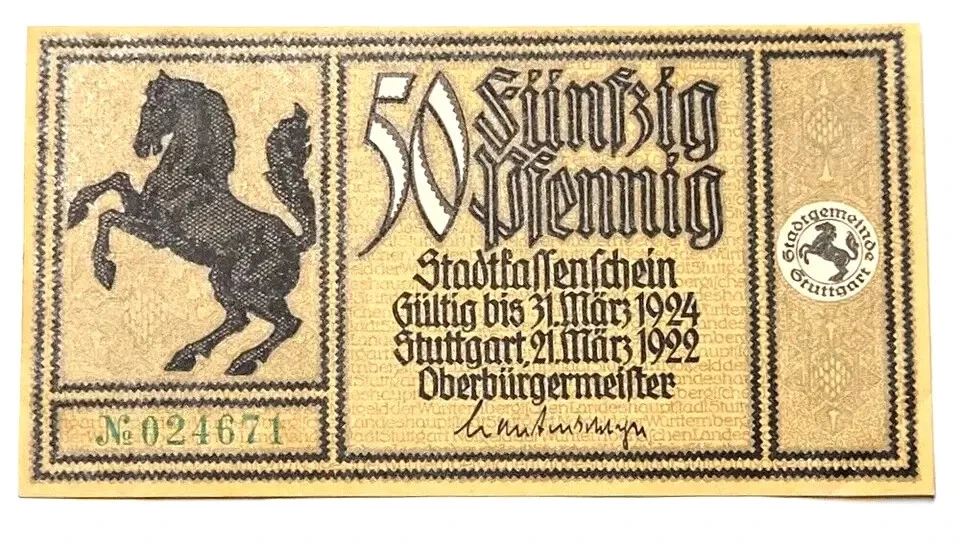 50 Fünfzig
Pfennig
Stadtkassenschein
Gültig bis 31. März 1924
Stuttgart, 21. März 1922
Oberbürgermeister
№ 024671
Stadtgemeinde
Stuttgart